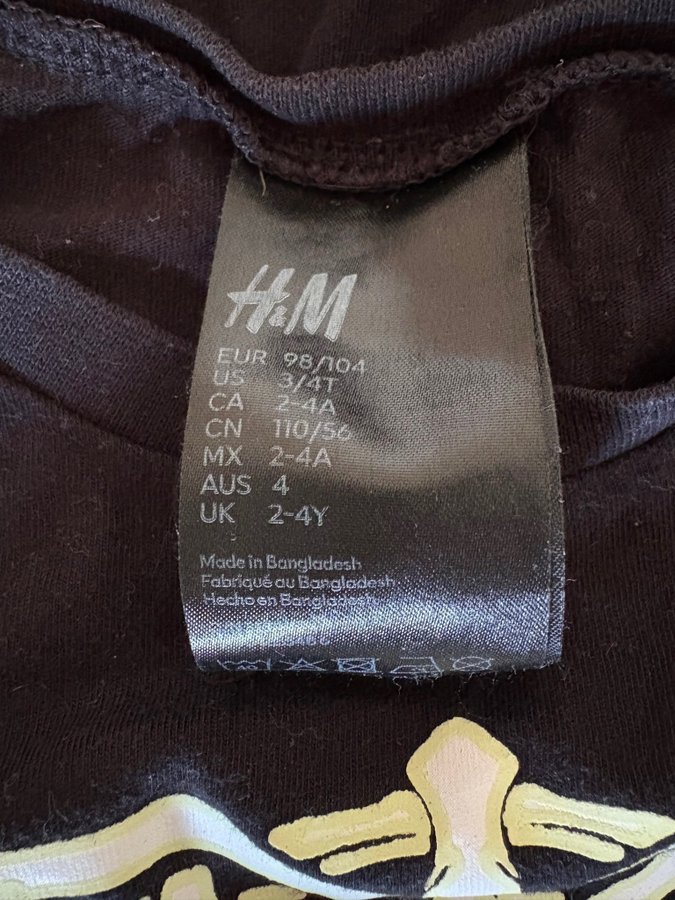 H&M
EUR 98/104
US 3/4T
CA 2-4A
CN 110/56
MX 2-4A
AUS 4
UK 2-4Y
Made in Bangladesh
Fabriqué au Bangladesh
Hecho en Bangladesh